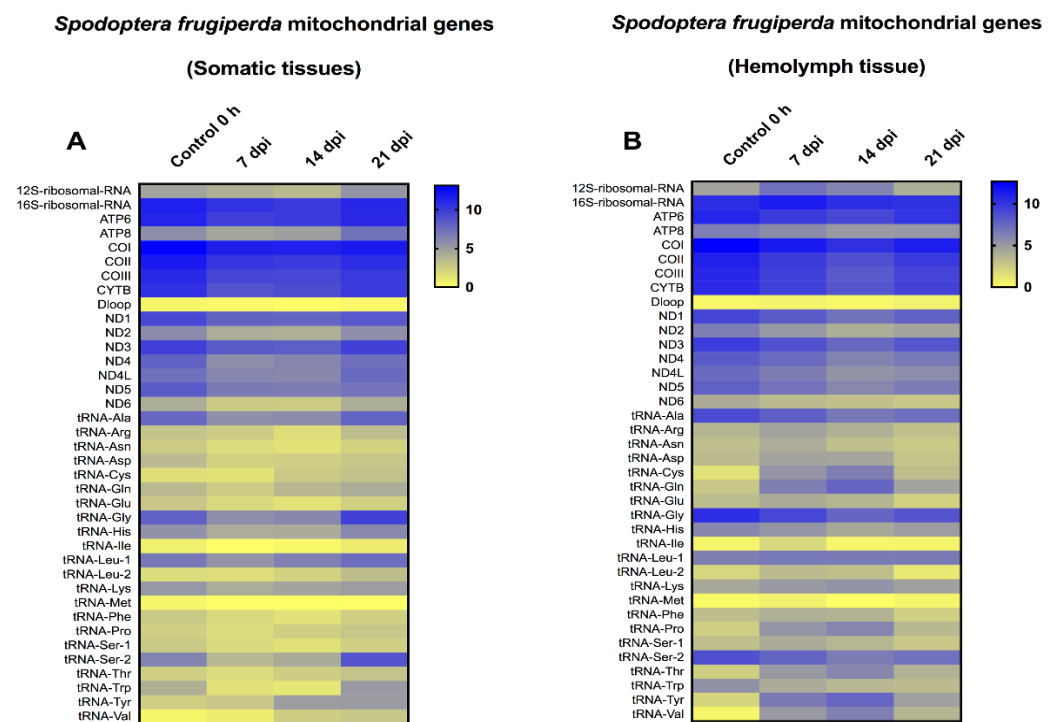 Spodoptera frugiperda mitochondrial genes
(Somatic tissues)
A
Control 0 h
7 dpi
14 dpi
21 dpi
12S-ribosomal-RNA
16S-ribosomal-RNA
ATP6
ATP8
COI
COII
COIII
CYTB
Dloop
ND1
ND2
ND3
ND4
ND4L
ND5
ND6
tRNA-Ala
tRNA-Arg
tRNA-Asn
tRNA-Asp
tRNA-Cys
tRNA-Gln
tRNA-Glu
tRNA-Gly
tRNA-His
tRNA-Ile
tRNA-Leu-1
tRNA-Leu-2
tRNA-Lys
tRNA-Met
tRNA-Phe
tRNA-Pro
tRNA-Ser-1
tRNA-Ser-2
tRNA-Thr
tRNA-Trp
tRNA-Tyr
tRNA-Val
10
5
0
Spodoptera frugiperda mitochondrial genes
(Hemolymph tissue)
B
Control 0 h
7 dpi
14 dpi
21 dpi
12S-ribosomal-RNA
16S-ribosomal-RNA
ATP6
ATP8
COI
COII
COIII
CYTB
Dloop
ND1
ND2
ND3
ND4
ND4L
ND5
ND6
tRNA-Ala
tRNA-Arg
tRNA-Asn
tRNA-Asp
tRNA-Cys
tRNA-Gln
tRNA-Glu
tRNA-Gly
tRNA-His
tRNA-Ile
tRNA-Leu-1
tRNA-Leu-2
tRNA-Lys
tRNA-Met
tRNA-Phe
tRNA-Pro
tRNA-Ser-1
tRNA-Ser-2
tRNA-Thr
tRNA-Trp
tRNA-Tyr
tRNA-Val
10
5
0